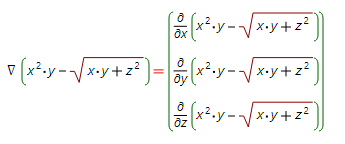 ∇ (x²·y − √(x·y + z²)) = (∂/∂x (x²·y − √(x·y + z²))
∂/∂y (x²·y − √(x·y + z²))
∂/∂z (x²·y − √(x·y + z²)))